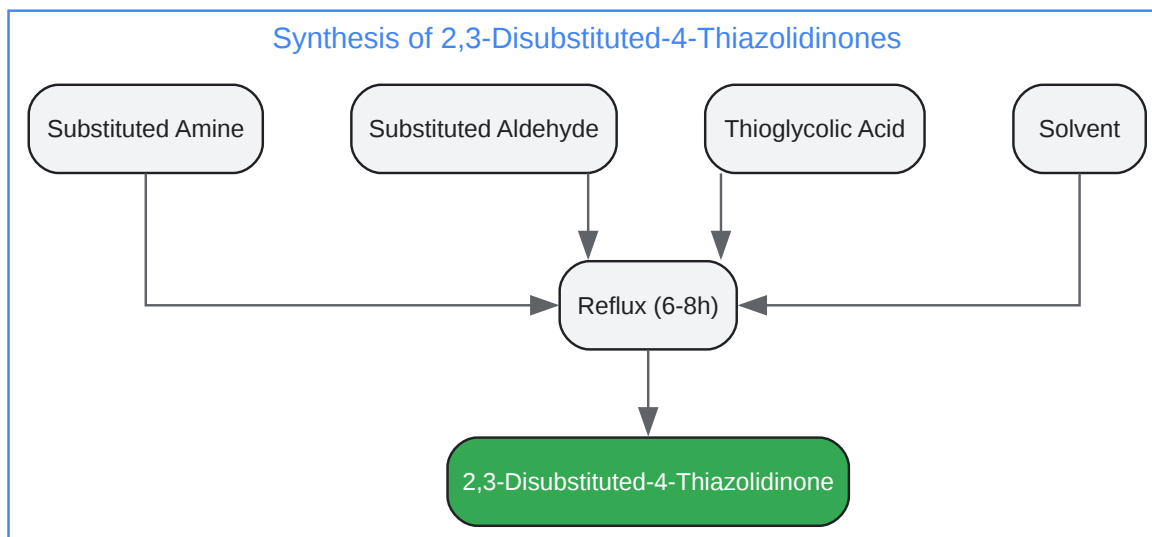 Synthesis of 2,3-Disubstituted-4-Thiazolidinones
Substituted Amine
Substituted Aldehyde
Thioglycolic Acid
Solvent
Reflux (6-8h)
2,3-Disubstituted-4-Thiazolidinone